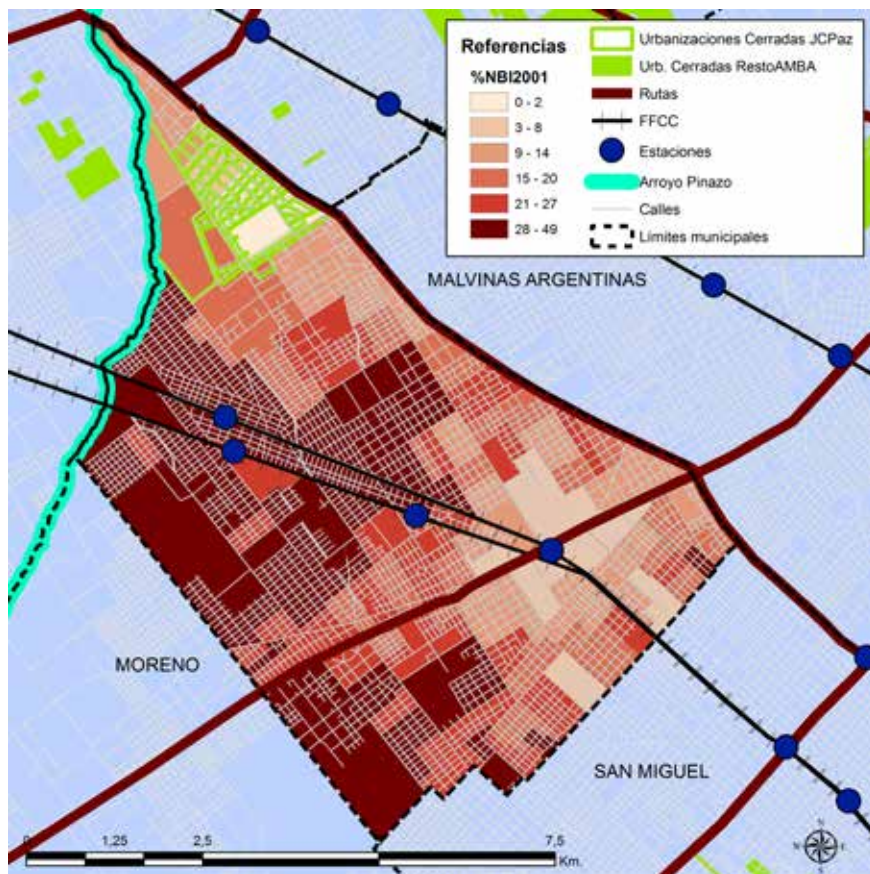 Referencias
%NBI2001
0 - 2
3 - 8
9 - 14
15 - 20
21 - 27
28 - 49
Urbanizaciones Cerradas JCPaz
Urb. Cerradas RestoAMBA
Rutas
FFCC
Estaciones
Arroyo Pinazo
Calles
Límites municipales
MALVINAS ARGENTINAS
MORENO
SAN MIGUEL
0 1,25 2,5 7,5
Km.
N
S